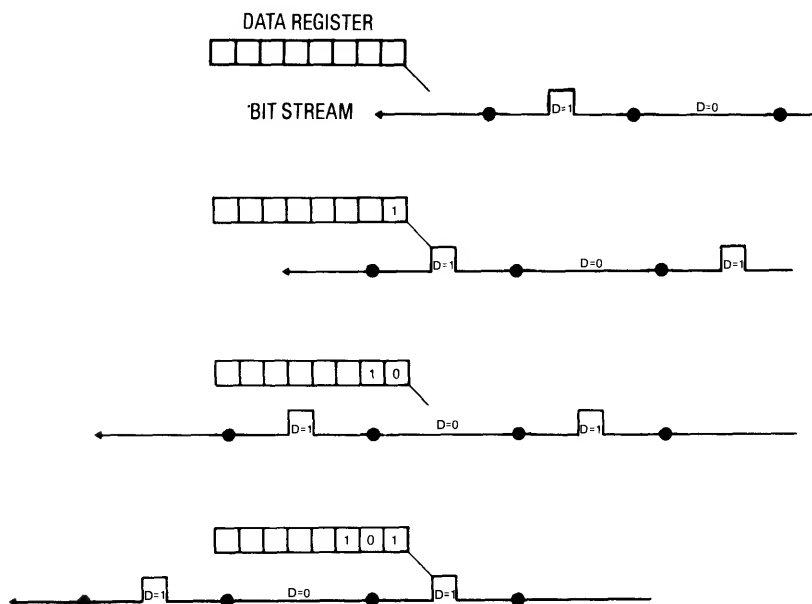 DATA REGISTER
BIT STREAM
D=1
D=0
1
D=1
D=0
D=1
1 0
D=1
D=0
D=1
1 0 1
D=1
D=0
D=1